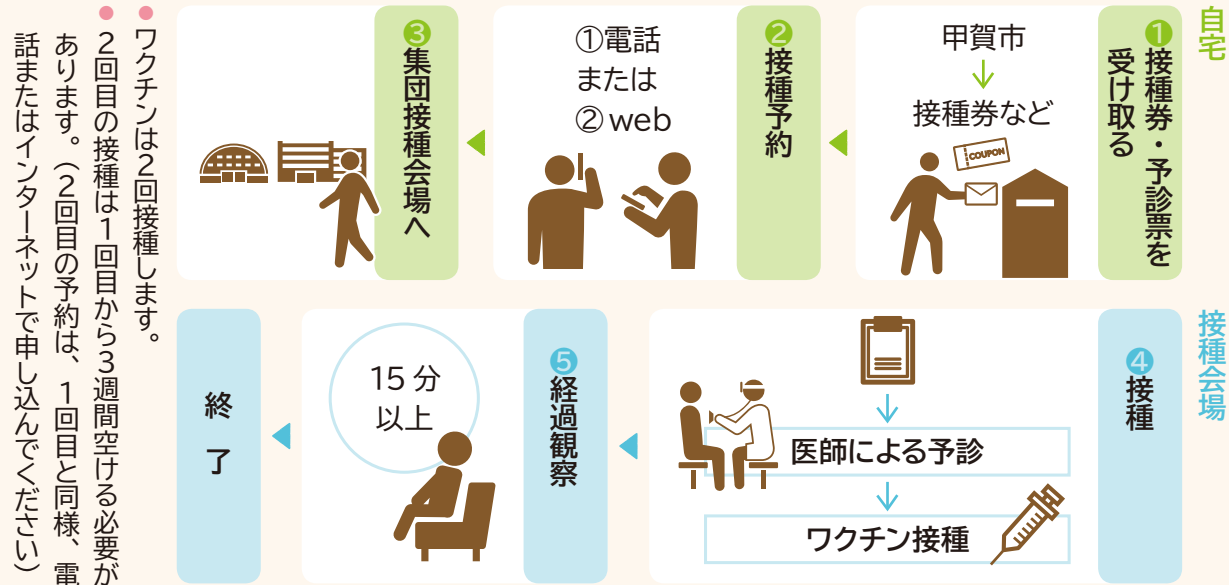 自宅
❶接種券・予診票を
受け取る
甲賀市
接種券など
COUPON
❷接種予約
①電話
または
②web
❸集団接種会場へ
接種会場
❹接種
医師による予診
ワクチン接種
❺経過観察
15分
以上
終了
●ワクチンは2回接種します。
●2回目の接種は1回目から3週間空ける必要が
あります。（2回目の予約は、1回目と同様、電
話またはインターネットで申し込んでください）